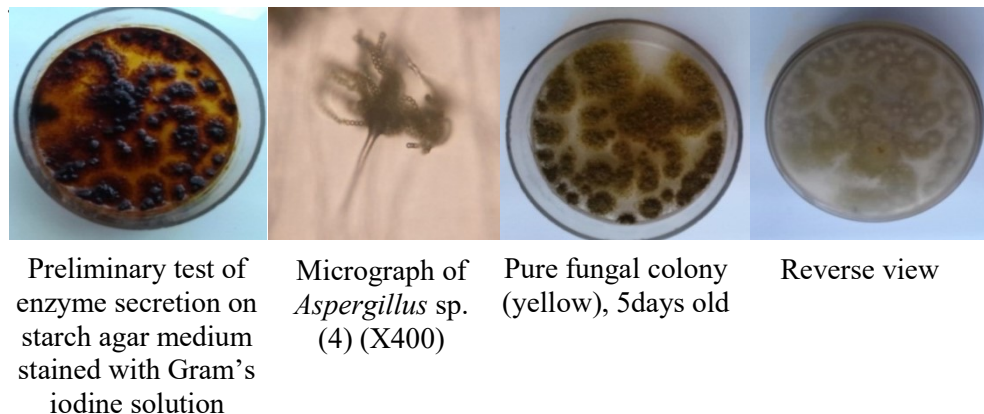 Preliminary test of
enzyme secretion on
starch agar medium
stained with Gram’s
iodine solution
Micrograph of
Aspergillus sp.
(4) (X400)
Pure fungal colony
(yellow), 5days old
Reverse view